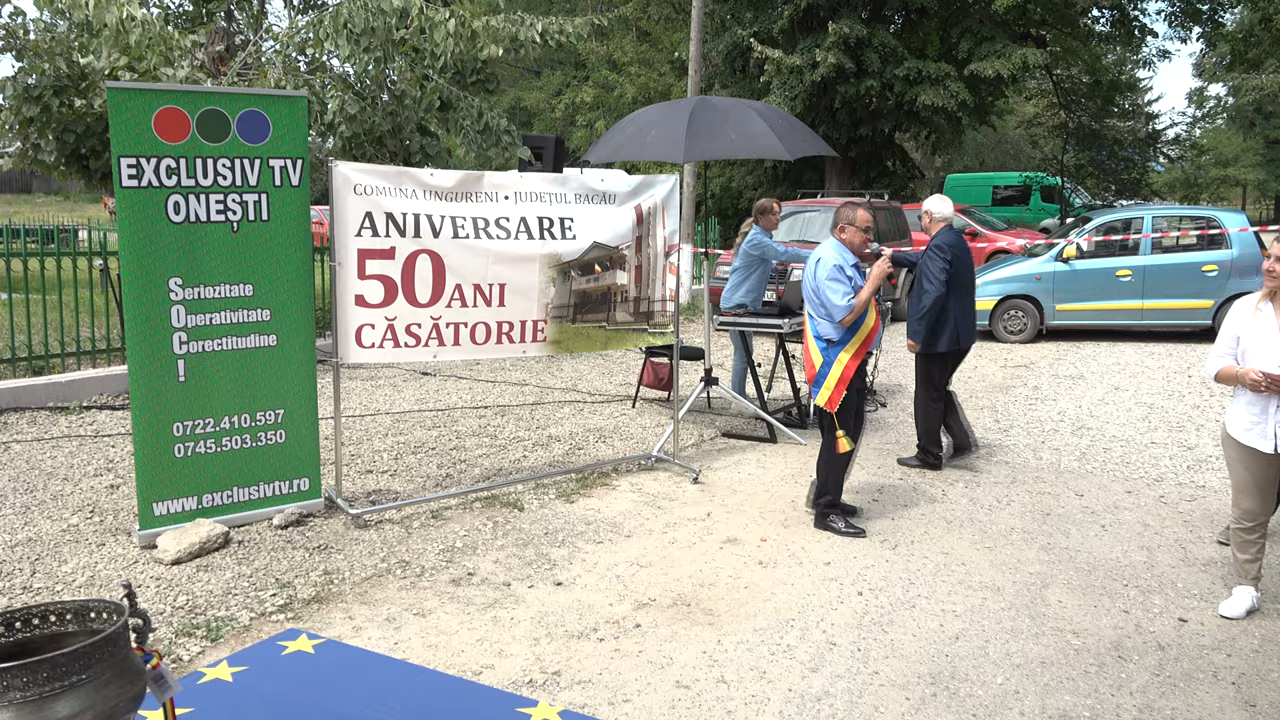 EXCLUSIV TV
ONEȘTI
Seriozitate
Operativitate
Corectitudine
!
0722.410.597
0745.503.350
www.exclusivtv.ro
COMUNA UNGURENI • JUDEȚUL BACĂU
ANIVERSARE
50 ANI
CĂSĂTORIE